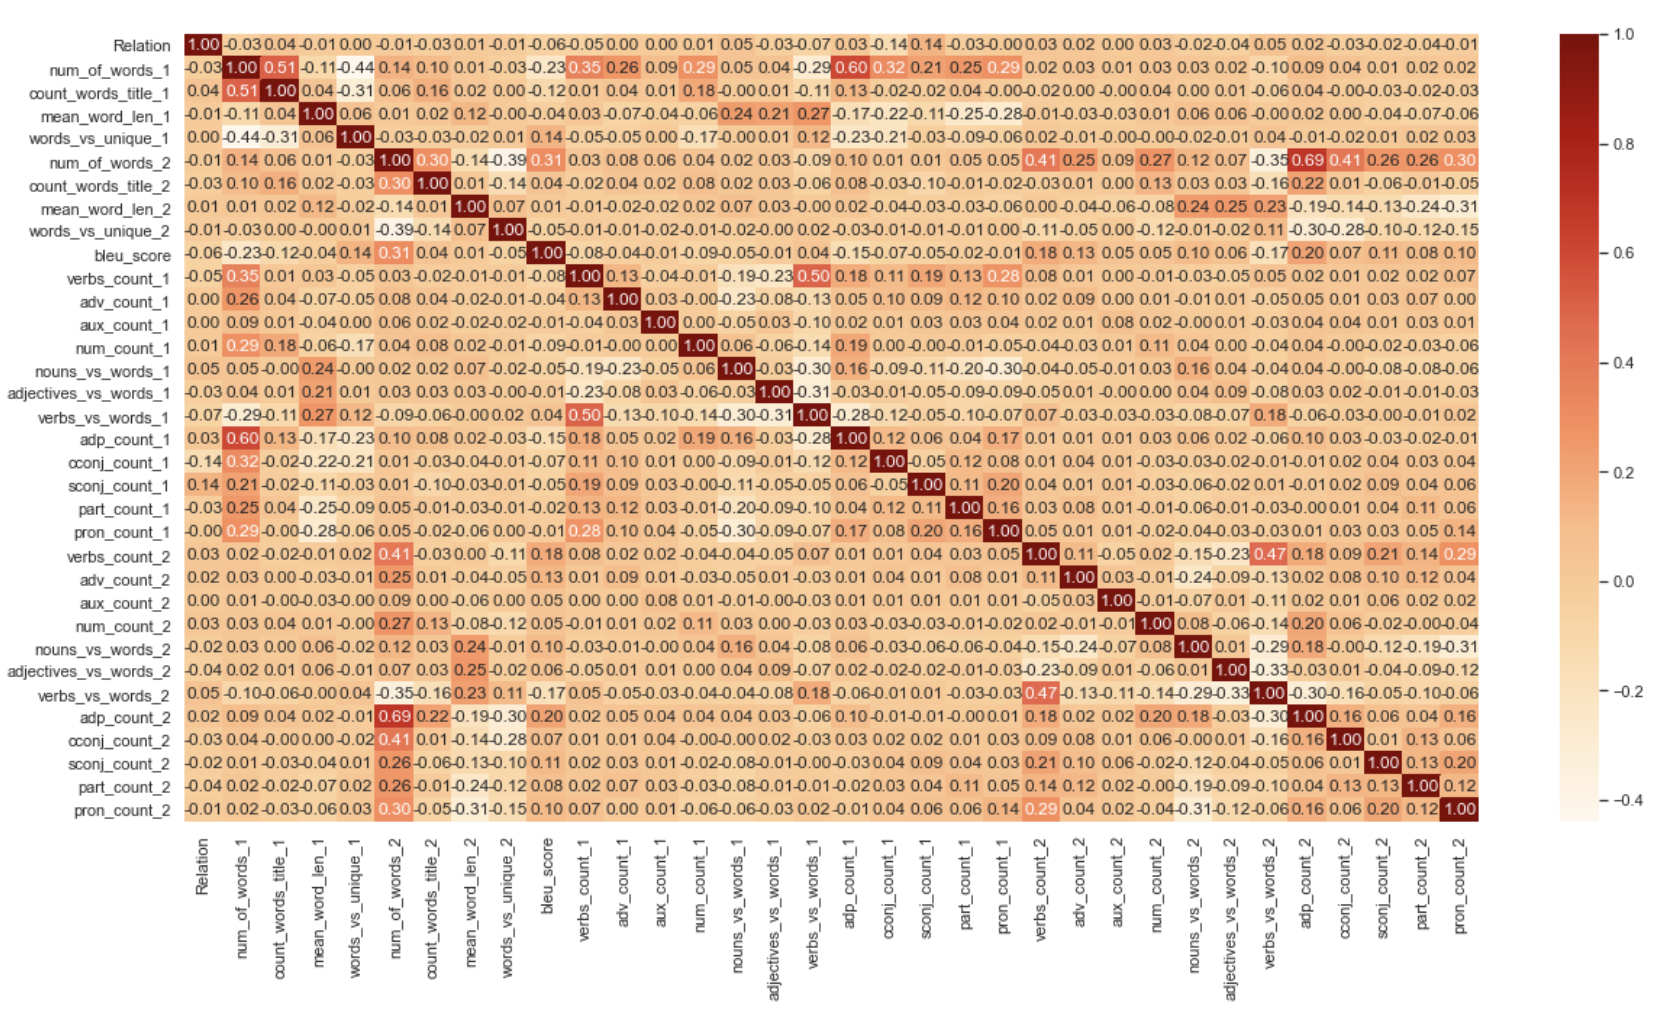 Relation 1.00 -0.03 0.04 -0.01 0.00 -0.01 -0.03 0.01 -0.01 -0.06 -0.05 0.00 0.00 0.01 0.05 -0.03 -0.07 0.03 -0.14 0.14 -0.03 -0.00 0.03 0.02 0.00 0.03 -0.02 -0.04 0.05 0.02 -0.03 -0.02 -0.04 -0.01
num_of_words_1 -0.03 1.00 0.51 -0.11 -0.44 0.14 0.10 0.01 -0.03 -0.23 0.35 0.26 0.09 0.29 0.05 0.04 -0.29 0.60 0.32 0.21 0.25 0.29 0.02 0.03 0.01 0.03 0.03 0.02 -0.10 0.09 0.04 0.01 0.02 0.02
count_words_title_1 0.04 0.51 1.00 0.04 -0.31 0.06 0.16 0.02 0.00 -0.12 0.01 0.04 0.01 0.18 -0.00 0.01 -0.11 0.13 -0.02 -0.02 0.04 -0.00 -0.02 0.00 -0.00 0.04 0.00 0.01 -0.06 0.04 -0.00 -0.03 -0.02 -0.03
mean_word_len_1 -0.01 -0.11 0.04 1.00 0.06 0.01 0.02 0.12 -0.00 -0.04 0.03 -0.07 -0.04 -0.06 0.24 0.21 0.27 -0.17 -0.22 -0.11 -0.25 -0.28 -0.01 -0.03 -0.03 0.01 0.06 0.06 -0.00 0.02 0.00 -0.04 -0.07 -0.06
words_vs_unique_1 0.00 -0.44 -0.31 0.06 1.00 -0.03 -0.03 -0.02 0.01 0.14 -0.05 -0.05 0.00 -0.17 -0.00 0.01 0.12 -0.23 -0.21 -0.03 -0.09 -0.06 0.02 -0.01 0.00 -0.00 -0.02 -0.01 0.04 -0.01 -0.02 0.01 0.02 0.03
num_of_words_2 -0.01 0.14 0.06 0.01 -0.03 1.00 0.30 -0.14 -0.39 0.31 0.03 0.08 0.06 0.04 0.02 0.03 -0.09 0.10 0.01 0.01 0.05 0.05 0.41 0.25 0.09 0.27 0.12 0.07 -0.35 0.69 0.41 0.26 0.26 0.30
count_words_title_2 -0.03 0.10 0.16 0.02 -0.03 0.30 1.00 0.01 -0.14 0.04 -0.02 0.04 0.02 0.08 0.02 0.03 -0.06 0.08 -0.03 -0.10 -0.01 -0.02 -0.03 0.01 0.00 0.13 0.03 0.03 -0.16 0.22 0.01 -0.06 -0.01 -0.05
mean_word_len_2 0.01 0.01 0.02 0.12 -0.02 -0.14 0.01 1.00 0.07 0.01 -0.01 -0.02 -0.02 0.02 0.07 0.03 -0.00 0.02 -0.04 -0.03 -0.03 -0.06 0.00 -0.04 -0.06 -0.08 0.24 0.25 0.23 -0.19 -0.14 -0.13 -0.24 -0.31
words_vs_unique_2 -0.01 -0.03 0.00 -0.00 0.01 -0.39 -0.14 0.07 1.00 -0.05 -0.01 -0.01 -0.02 -0.01 -0.02 -0.00 0.02 -0.03 -0.01 -0.01 -0.01 -0.00 -0.11 -0.05 0.00 -0.12 -0.01 -0.02 0.11 -0.30 -0.28 -0.10 -0.12 -0.15
bleu_score -0.06 -0.23 -0.12 -0.04 0.14 0.31 0.04 0.01 -0.05 1.00 -0.08 -0.04 -0.01 -0.09 -0.05 -0.01 0.04 -0.15 -0.07 -0.05 -0.02 -0.01 0.18 0.13 0.05 0.05 0.10 0.06 -0.17 0.20 0.07 0.11 0.08 0.10
verbs_count_1 -0.05 0.35 0.01 0.03 -0.05 0.03 -0.02 -0.01 -0.01 -0.08 1.00 0.13 -0.04 -0.01 -0.19 -0.23 0.50 0.18 0.11 0.19 0.13 0.28 0.08 0.01 0.00 -0.01 -0.03 -0.05 0.05 0.02 0.01 0.02 0.02 0.07
adv_count_1 0.00 0.26 0.04 -0.07 -0.05 0.08 0.04 -0.02 -0.01 -0.04 0.13 1.00 0.03 -0.00 -0.23 -0.08 -0.13 0.05 0.10 0.09 0.12 0.10 0.02 0.09 0.00 0.01 -0.01 0.01 -0.05 0.05 0.01 0.03 0.07 0.00
aux_count_1 0.00 0.09 0.01 -0.04 0.00 0.06 0.02 -0.02 -0.02 -0.01 -0.04 0.03 1.00 0.00 -0.05 0.03 -0.10 0.02 0.01 0.03 0.03 0.04 0.02 0.01 0.08 0.02 -0.00 0.01 -0.03 0.04 0.04 0.01 0.03 0.01
num_count_1 0.01 0.29 0.18 -0.06 -0.17 0.04 0.08 0.02 -0.01 -0.09 -0.01 -0.00 0.00 1.00 0.06 -0.06 -0.14 0.19 0.00 -0.00 -0.01 -0.05 -0.04 -0.03 0.01 0.11 0.04 0.00 -0.04 0.04 -0.00 -0.02 -0.03 -0.06
nouns_vs_words_1 0.05 0.05 -0.00 0.24 -0.00 0.02 0.02 0.07 -0.02 -0.05 -0.19 -0.23 -0.05 0.06 1.00 -0.03 -0.30 0.16 -0.09 -0.11 -0.20 -0.30 -0.04 -0.05 -0.01 0.03 0.16 0.04 -0.04 0.04 -0.00 -0.08 -0.08 -0.06
adjectives_vs_words_1 -0.03 0.04 0.01 0.21 0.01 0.03 0.03 0.03 -0.00 -0.01 -0.23 -0.08 0.03 -0.06 -0.03 1.00 -0.31 -0.03 -0.01 -0.05 -0.09 -0.09 -0.05 0.01 -0.00 0.00 0.04 0.09 -0.08 0.03 0.02 -0.01 -0.01 -0.03
verbs_vs_words_1 -0.07 -0.29 -0.11 0.27 0.12 -0.09 -0.06 -0.00 0.02 0.04 0.50 -0.13 -0.10 -0.14 -0.30 -0.31 1.00 -0.28 -0.12 -0.05 -0.10 -0.07 0.07 -0.03 -0.03 -0.03 -0.08 -0.07 0.18 -0.06 -0.03 -0.00 -0.01 0.02
adp_count_1 0.03 0.60 0.13 -0.17 -0.23 0.10 0.08 0.02 -0.03 -0.15 0.18 0.05 0.02 0.19 0.16 -0.03 -0.28 1.00 0.12 0.06 0.04 0.17 0.01 0.01 0.01 0.03 0.06 0.02 -0.06 0.10 0.03 -0.03 -0.02 -0.01
cconj_count_1 -0.14 0.32 -0.02 -0.22 -0.21 0.01 -0.03 -0.04 -0.01 -0.07 0.11 0.10 0.01 0.00 -0.09 -0.01 -0.12 0.12 1.00 -0.05 0.12 0.08 0.01 0.04 0.01 -0.03 -0.03 -0.02 -0.01 -0.01 0.02 0.04 0.03 0.04
sconj_count_1 0.14 0.21 -0.02 -0.11 -0.03 0.01 -0.10 -0.03 -0.01 -0.05 0.19 0.09 0.03 -0.00 -0.11 -0.05 -0.05 0.06 -0.05 1.00 0.11 0.20 0.04 0.01 0.01 -0.03 -0.06 -0.02 0.01 -0.01 0.02 0.09 0.04 0.06
part_count_1 -0.03 0.25 0.04 -0.25 -0.09 0.05 -0.01 -0.03 -0.01 -0.02 0.13 0.12 0.03 -0.01 -0.20 -0.09 -0.10 0.04 0.12 0.11 1.00 0.16 0.03 0.08 0.01 -0.01 -0.06 -0.01 -0.03 -0.00 0.01 0.04 0.11 0.06
pron_count_1 -0.00 0.29 -0.00 -0.28 -0.06 0.05 -0.02 -0.06 0.00 -0.01 0.28 0.10 0.04 -0.05 -0.30 -0.09 -0.07 0.17 0.08 0.20 0.16 1.00 0.05 0.01 0.01 -0.02 -0.04 -0.03 -0.03 0.01 0.03 0.03 0.05 0.14
verbs_count_2 0.03 0.02 -0.02 -0.01 0.02 0.41 -0.03 0.00 -0.11 0.18 0.08 0.02 0.02 -0.04 -0.04 -0.05 0.07 0.01 0.01 0.04 0.03 0.05 1.00 0.11 -0.05 0.02 -0.15 -0.23 0.47 0.18 0.09 0.21 0.14 0.29
adv_count_2 0.02 0.03 0.00 -0.03 -0.01 0.25 0.01 -0.04 -0.05 0.13 0.01 0.09 0.01 -0.03 -0.05 0.01 -0.03 0.01 0.04 0.01 0.08 0.01 0.11 1.00 0.03 -0.01 -0.24 -0.09 -0.13 0.02 0.08 0.10 0.12 0.04
aux_count_2 0.00 0.01 -0.00 -0.03 -0.00 0.09 0.00 -0.06 0.00 0.05 0.00 0.00 0.08 0.01 -0.01 -0.00 -0.03 0.01 0.01 0.01 0.01 0.01 -0.05 0.03 1.00 -0.01 -0.07 0.01 -0.11 0.02 0.01 0.06 0.02 0.02
num_count_2 0.03 0.03 0.04 0.01 -0.00 0.27 0.13 -0.08 -0.12 0.05 -0.01 0.01 0.02 0.11 0.03 0.00 -0.03 0.03 -0.03 -0.03 -0.01 -0.02 0.02 -0.01 -0.01 1.00 0.08 -0.06 -0.14 0.20 0.06 -0.02 -0.00 -0.04
nouns_vs_words_2 -0.02 0.03 0.00 0.06 -0.02 0.12 0.03 0.24 -0.01 0.10 -0.03 -0.01 -0.00 0.04 0.16 0.04 -0.08 0.06 -0.03 -0.06 -0.06 -0.04 -0.15 -0.24 -0.07 0.08 1.00 0.01 -0.29 0.18 -0.00 -0.12 -0.19 -0.31
adjectives_vs_words_2 -0.04 0.02 0.01 0.06 -0.01 0.07 0.03 0.25 -0.02 0.06 -0.05 0.01 0.01 0.00 0.04 0.09 -0.07 0.02 -0.02 -0.02 -0.01 -0.03 -0.23 -0.09 0.01 -0.06 0.01 1.00 -0.33 -0.03 0.01 -0.04 -0.09 -0.12
verbs_vs_words_2 0.05 -0.10 -0.06 -0.00 0.04 -0.35 -0.16 0.23 0.11 -0.17 0.05 -0.05 -0.03 -0.04 -0.04 -0.08 0.18 -0.06 -0.01 0.01 -0.03 -0.03 0.47 -0.13 -0.11 -0.14 -0.29 -0.33 1.00 -0.30 -0.16 -0.05 -0.10 -0.06
adp_count_2 0.02 0.09 0.04 0.02 -0.01 0.69 0.22 -0.19 -0.30 0.20 0.02 0.05 0.04 0.04 0.04 0.03 -0.06 0.10 -0.01 -0.01 -0.00 0.01 0.18 0.02 0.02 0.20 0.18 -0.03 -0.30 1.00 0.16 0.06 0.04 0.16
cconj_count_2 -0.03 0.04 -0.00 0.00 -0.02 0.41 0.01 -0.14 -0.28 0.07 0.01 0.01 0.04 -0.00 -0.00 0.02 -0.03 0.03 0.02 0.02 0.01 0.03 0.09 0.08 0.01 0.06 -0.00 0.01 -0.16 0.16 1.00 0.01 0.13 0.06
sconj_count_2 -0.02 0.01 -0.03 -0.04 0.01 0.26 -0.06 -0.13 -0.10 0.11 0.02 0.03 0.01 -0.02 -0.08 -0.01 -0.00 -0.03 0.04 0.09 0.04 0.03 0.21 0.10 0.06 -0.02 -0.12 -0.04 -0.05 0.06 0.01 1.00 0.13 0.20
part_count_2 -0.04 0.02 -0.02 -0.07 0.02 0.26 -0.01 -0.24 -0.12 0.08 0.02 0.07 0.03 -0.03 -0.08 -0.01 -0.01 -0.02 0.03 0.04 0.11 0.05 0.14 0.12 0.02 -0.00 -0.19 -0.09 -0.10 0.04 0.13 0.13 1.00 0.12
pron_count_2 -0.01 0.02 -0.03 -0.06 0.03 0.30 -0.05 -0.31 -0.15 0.10 0.07 0.00 0.01 -0.06 -0.06 -0.03 0.02 -0.01 0.04 0.06 0.06 0.14 0.29 0.04 0.02 -0.04 -0.31 -0.12 -0.06 0.16 0.06 0.20 0.12 1.00
Relation
num_of_words_1
count_words_title_1
mean_word_len_1
words_vs_unique_1
num_of_words_2
count_words_title_2
mean_word_len_2
words_vs_unique_2
bleu_score
verbs_count_1
adv_count_1
aux_count_1
num_count_1
nouns_vs_words_1
adjectives_vs_words_1
verbs_vs_words_1
adp_count_1
cconj_count_1
sconj_count_1
part_count_1
pron_count_1
verbs_count_2
adv_count_2
aux_count_2
num_count_2
nouns_vs_words_2
adjectives_vs_words_2
verbs_vs_words_2
adp_count_2
cconj_count_2
sconj_count_2
part_count_2
pron_count_2
1.0
0.8
0.6
0.4
0.2
0.0
−0.2
−0.4